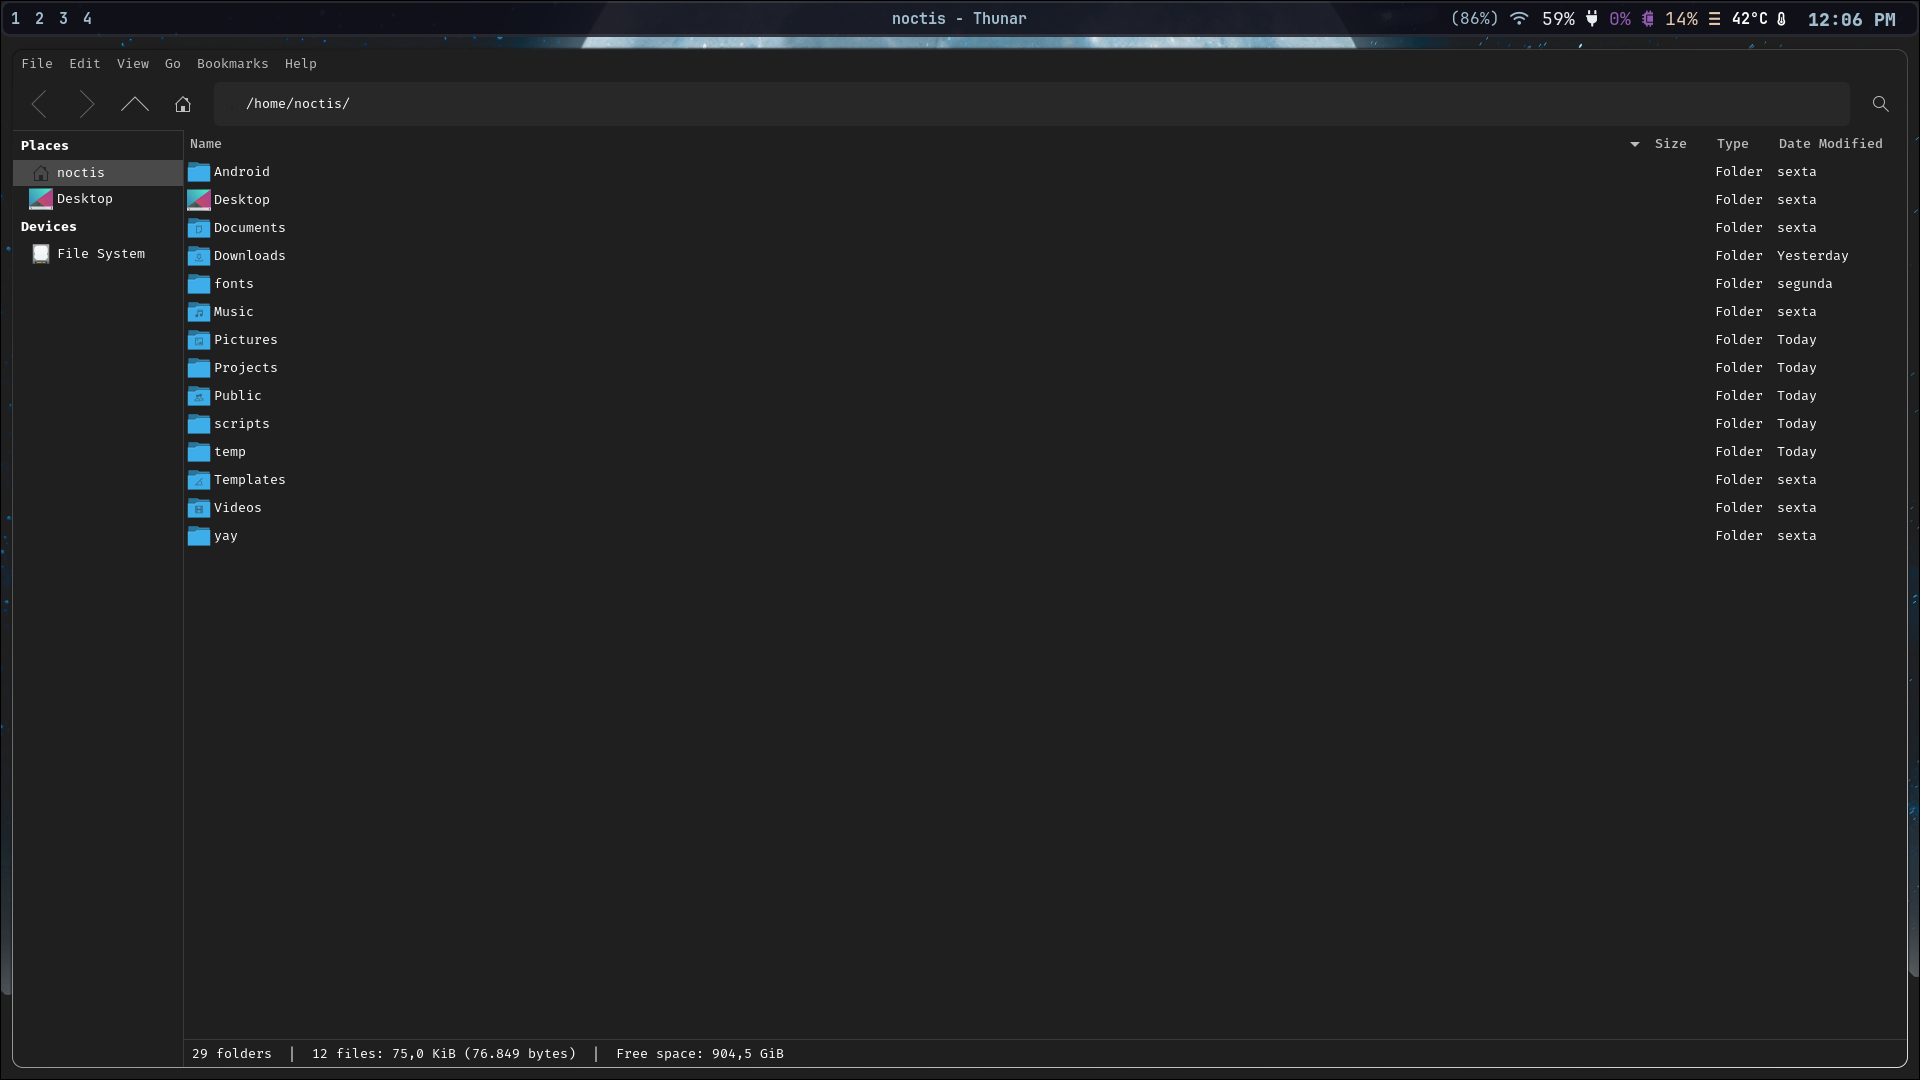 1 2 3 4 noctis - Thunar (86%) 59% 0% 14% 42°C 12:06 PM
File Edit View Go Bookmarks Help
/home/noctis/
Places
noctis
Desktop
Devices
File System
Name Size Type Date Modified
Android Folder sexta
Desktop Folder sexta
Documents Folder sexta
Downloads Folder Yesterday
fonts Folder segunda
Music Folder sexta
Pictures Folder Today
Projects Folder Today
Public Folder Today
scripts Folder Today
temp Folder Today
Templates Folder sexta
Videos Folder sexta
yay Folder sexta
29 folders | 12 files: 75,0 KiB (76.849 bytes) | Free space: 904,5 GiB